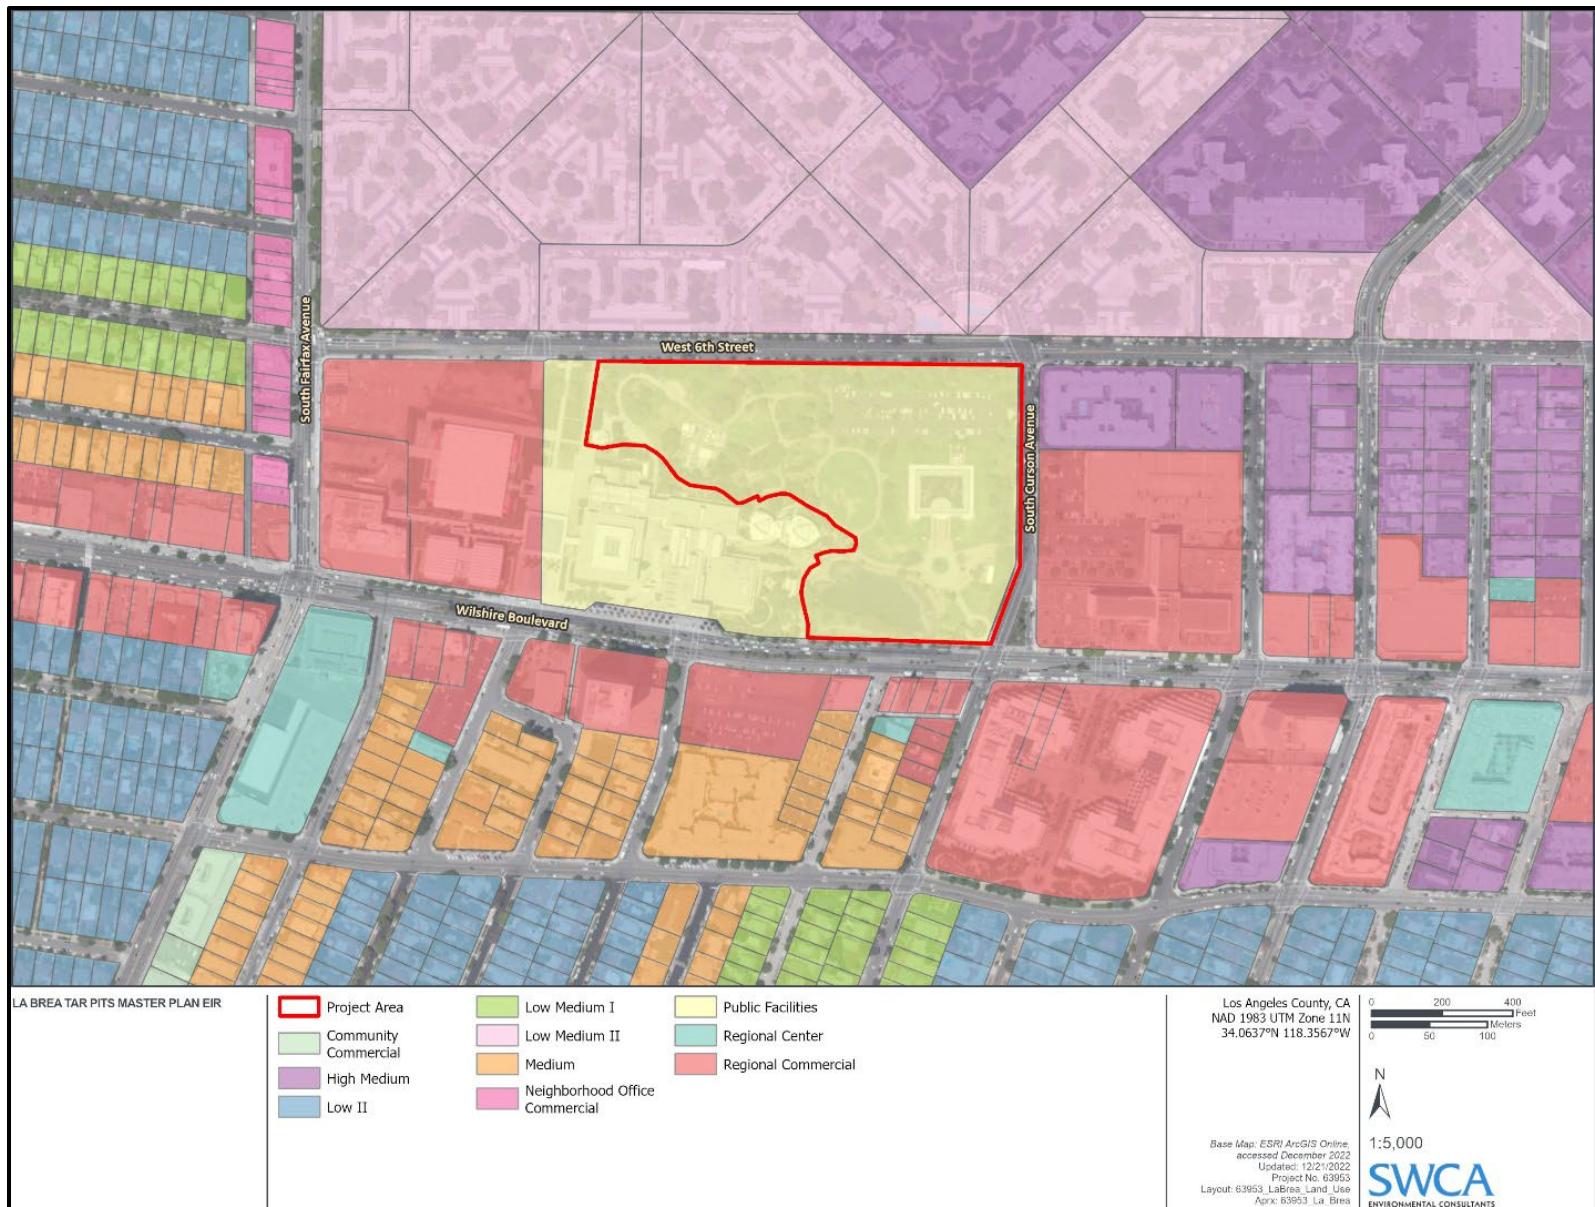 West 6th Street
South Fairfax Avenue
South Curson Avenue
Wilshire Boulevard
LA BREA TAR PITS MASTER PLAN EIR
Project Area
Community
Commercial
High Medium
Low II
Low Medium I
Low Medium II
Medium
Neighborhood Office
Commercial
Public Facilities
Regional Center
Regional Commercial
Los Angeles County, CA
NAD 1983 UTM Zone 11N
34.0637°N 118.3567°W
0 200 400
Feet
Meters
0 50 100
N
1:5,000
Base Map: ESRI ArcGIS Online,
accessed December 2022
Updated: 12/21/2022
Project No. 63953
Layout: 63953_LaBrea_Land_Use
Aprx: 63953_La_Brea
SWCA
ENVIRONMENTAL CONSULTANTS